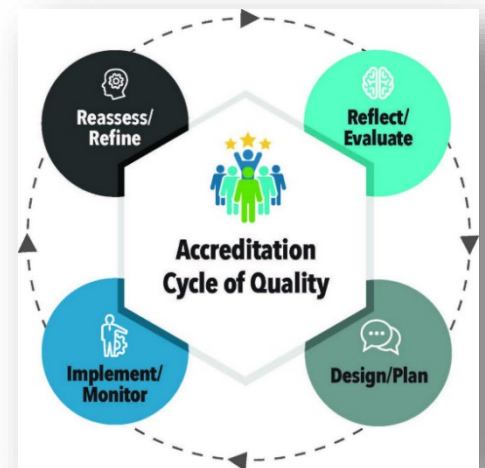 Reassess/
Refine
Reflect/
Evaluate
Accreditation
Cycle of Quality
Implement/
Monitor
Design/Plan